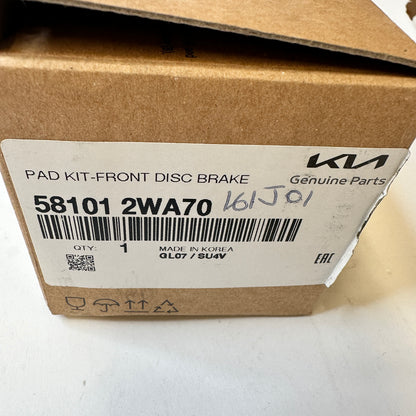 KIA
Genuine Parts
PAD KIT-FRONT DISC BRAKE
58101 2WA70 161J01
QTY: 1
MADE IN KOREA
GL07 / SU4V
EAC